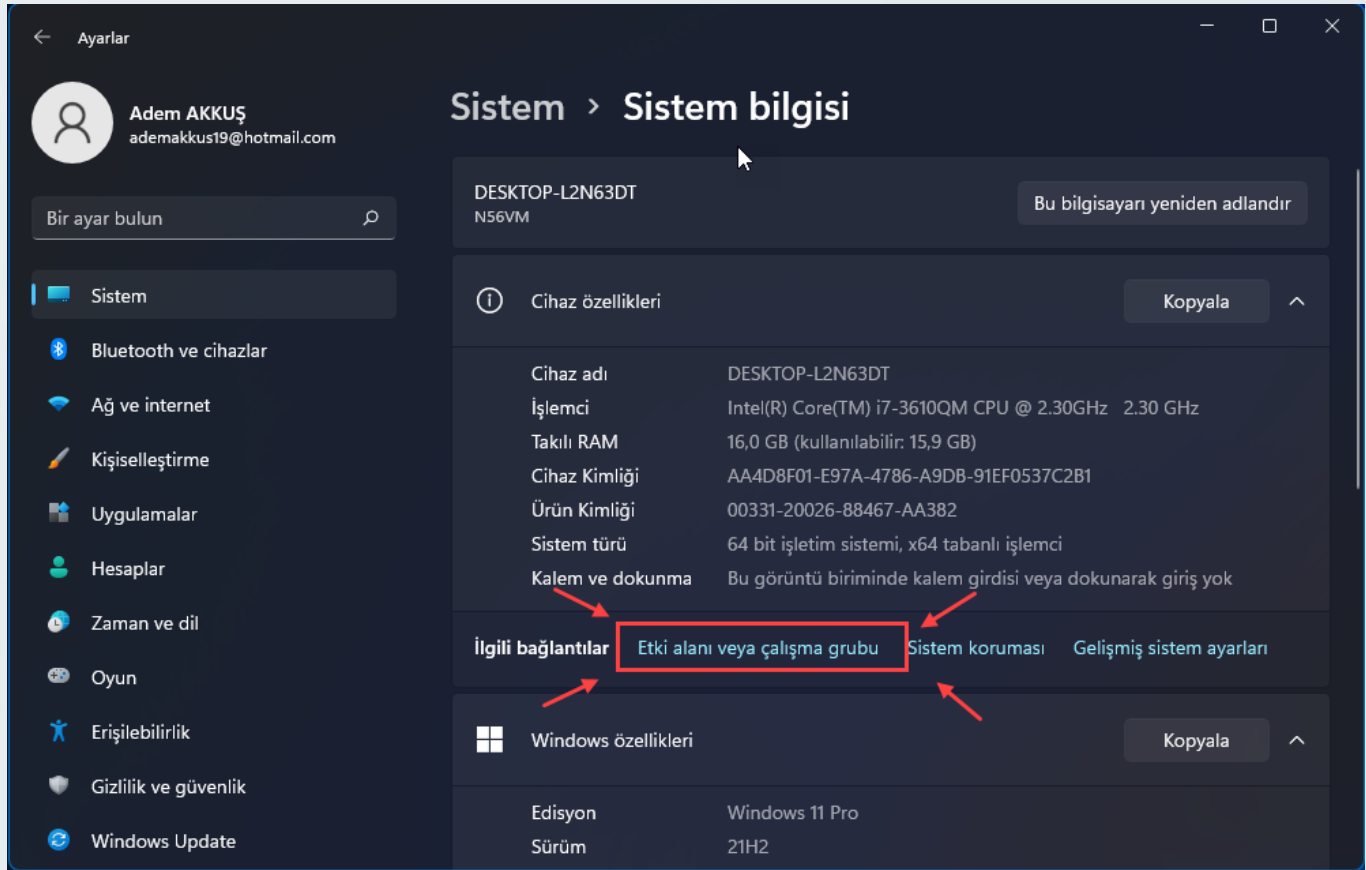 Ayarlar
Adem AKKUŞ
ademakkus19@hotmail.com
Bir ayar bulun
Sistem
Bluetooth ve cihazlar
Ağ ve internet
Kişiselleştirme
Uygulamalar
Hesaplar
Zaman ve dil
Oyun
Erişilebilirlik
Gizlilik ve güvenlik
Windows Update
Sistem › Sistem bilgisi
DESKTOP-L2N63DT
N56VM
Bu bilgisayarı yeniden adlandır
Cihaz özellikleri
Kopyala
Cihaz adı DESKTOP-L2N63DT
İşlemci Intel(R) Core(TM) i7-3610QM CPU @ 2.30GHz 2.30 GHz
Takılı RAM 16,0 GB (kullanılabilir: 15,9 GB)
Cihaz Kimliği AA4D8F01-E97A-4786-A9DB-91EF0537C2B1
Ürün Kimliği 00331-20026-88467-AA382
Sistem türü 64 bit işletim sistemi, x64 tabanlı işlemci
Kalem ve dokunma Bu görüntü biriminde kalem girdisi veya dokunarak giriş yok
İlgili bağlantılar Etki alanı veya çalışma grubu Sistem koruması Gelişmiş sistem ayarları
Windows özellikleri
Kopyala
Edisyon Windows 11 Pro
Sürüm 21H2